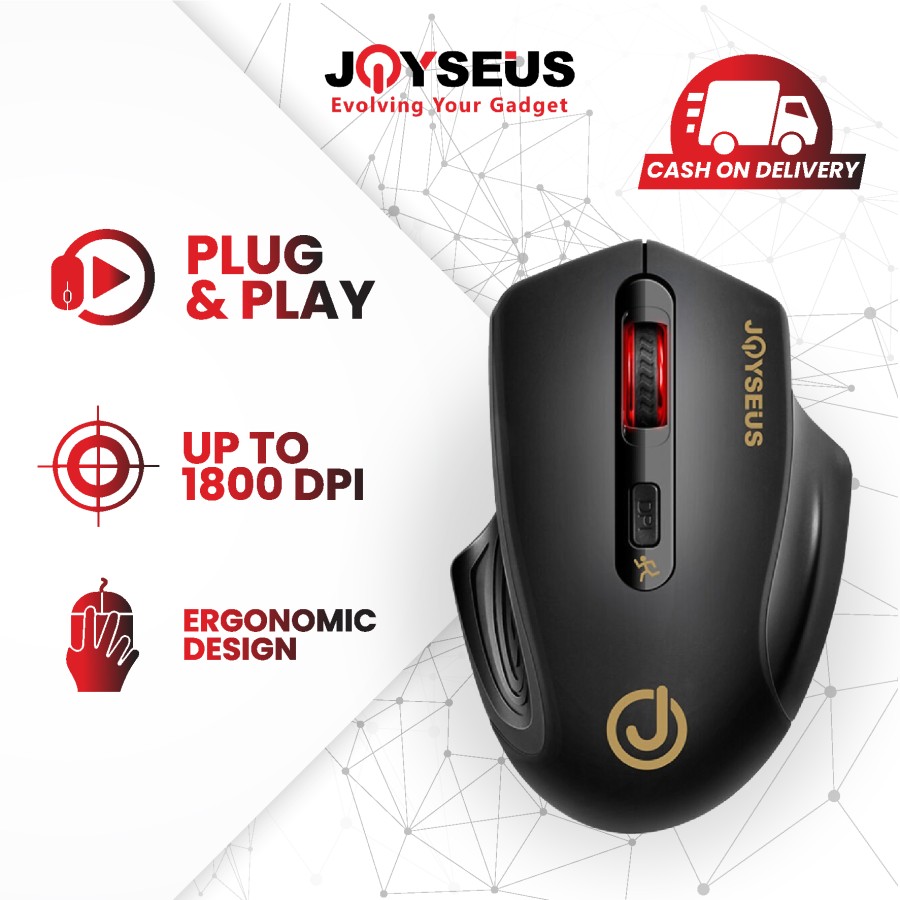 JOYSEUS
Evolving Your Gadget
CASH ON DELIVERY
PLUG
& PLAY
UP TO
1800 DPI
ERGONOMIC
DESIGN
JOYSEUS
DPI